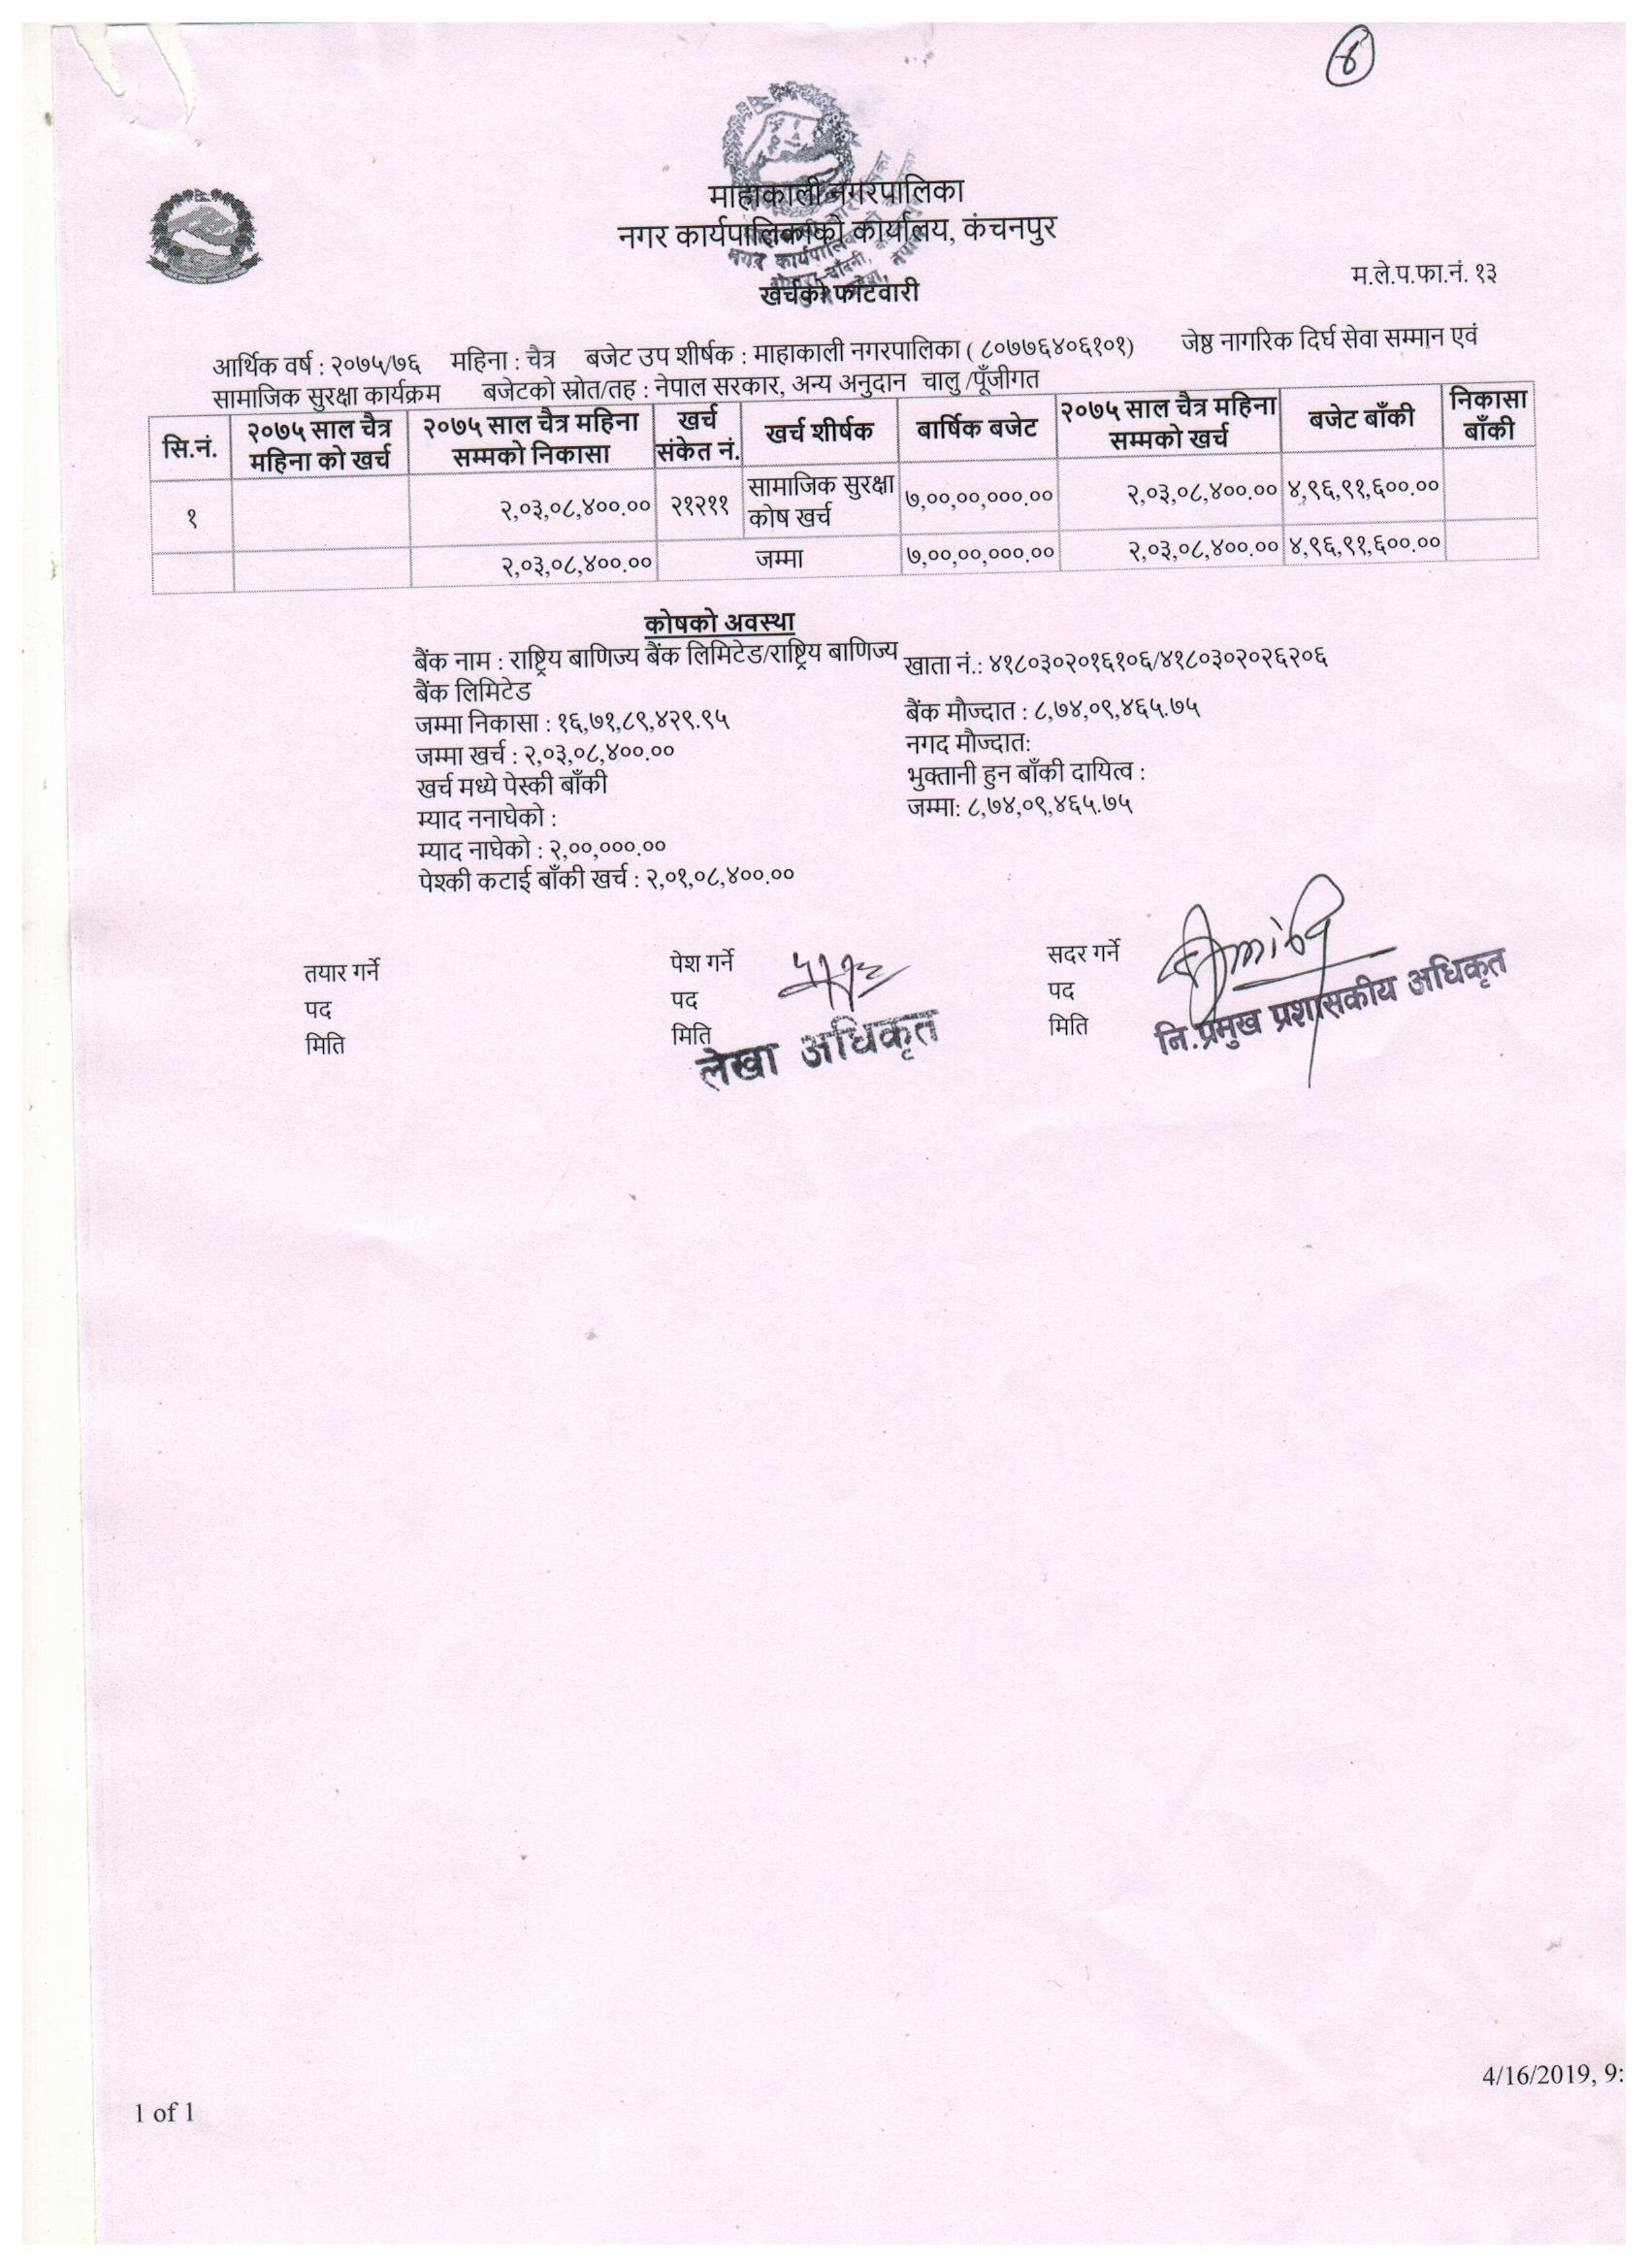 ६
माहाकाली नगरपालिका
नगर कार्यपालिकाको कार्यालय, कंचनपुर
खर्चको फाटवारी
म.ले.प.फा.नं. १३
आर्थिक वर्ष : २०७५/७६ महिना : चैत्र बजेट उप शीर्षक : माहाकाली नगरपालिका ( ८०७७६४०६१०१) जेष्ठ नागरिक दिर्घ सेवा सम्मान एवं
सामाजिक सुरक्षा कार्यक्रम बजेटको स्रोत/तह : नेपाल सरकार, अन्य अनुदान चालु /पूँजीगत
सि.नं. २०७५ साल चैत्र महिना को खर्च २०७५ साल चैत्र महिना सम्मको निकासा खर्च संकेत नं. खर्च शीर्षक वार्षिक बजेट २०७५ साल चैत्र महिना सम्मको खर्च बजेट बाँकी निकासा बाँकी
१ २,०३,०८,४००.०० २१२११ सामाजिक सुरक्षा कोष खर्च ७,००,००,०००.०० २,०३,०८,४००.०० ४,९६,९१,६००.००
२,०३,०८,४००.०० जम्मा ७,००,००,०००.०० २,०३,०८,४००.०० ४,९६,९१,६००.००
कोषको अवस्था
बैंक नाम : राष्ट्रिय बाणिज्य बैंक लिमिटेड/राष्ट्रिय बाणिज्य
बैंक लिमिटेड
खाता नं.: ४१८०३०२०१६१०६/४१८०३०२०२६२०६
जम्मा निकासा : १६,७१,८९,४२९.९५
बैंक मौज्दात : ८,७४,०९,४६५.७५
जम्मा खर्च : २,०३,०८,४००.००
नगद मौज्दात:
खर्च मध्ये पेस्की बाँकी
भुक्तानी हुन बाँकी दायित्व :
म्याद ननाघेको :
जम्मा: ८,७४,०९,४६५.७५
म्याद नाघेको : २,००,०००.००
पेश्की कटाई बाँकी खर्च : २,०१,०८,४००.००
तयार गर्ने
पद
मिति
पेश गर्ने
पद
मिति
लेखा अधिकृत
सदर गर्ने
पद
मिति
नि.प्रमुख प्रशासकीय अधिकृत
4/16/2019, 9:
1 of 1